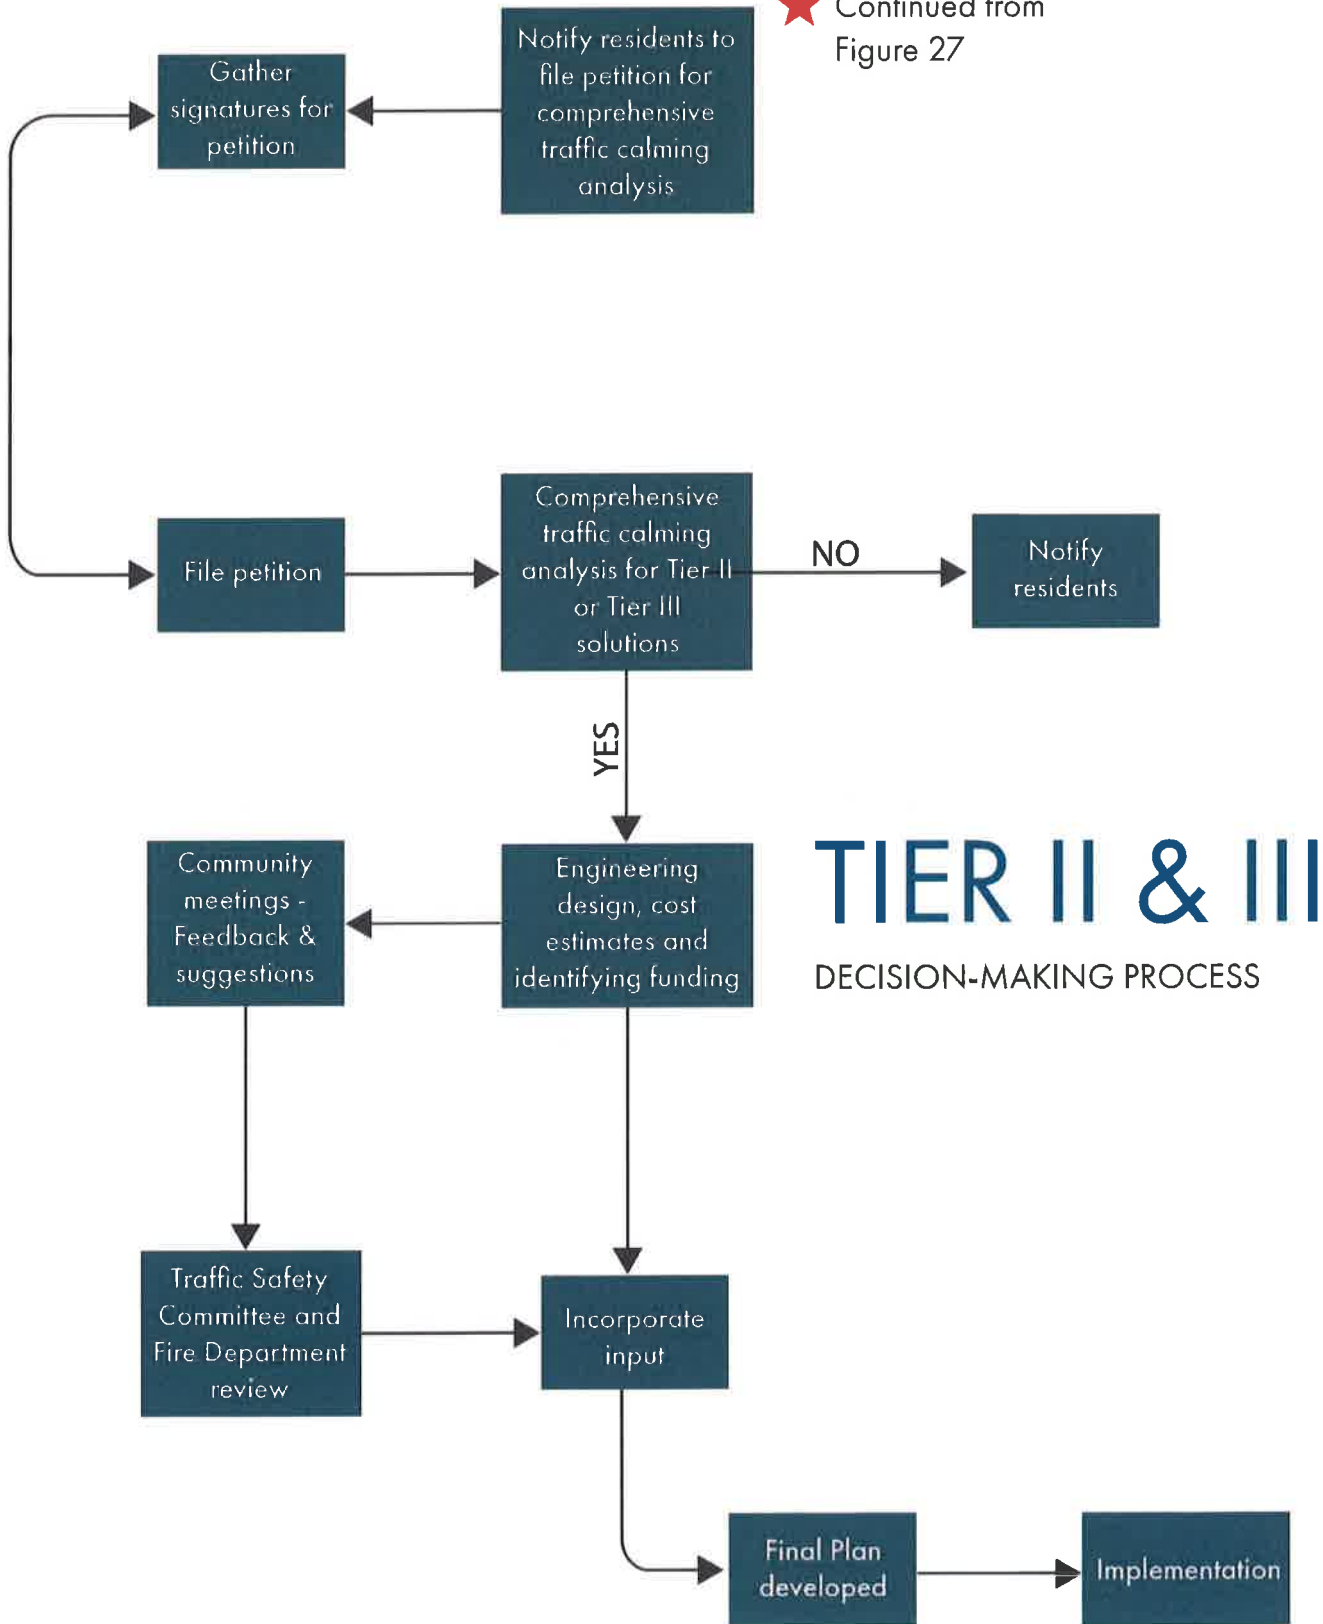 Continued from
Figure 27
Notify residents to
file petition for
comprehensive
traffic calming
analysis
Gather
signatures for
petition
File petition
Comprehensive
traffic calming
analysis for Tier II
or Tier III
solutions
NO
Notify
residents
YES
Community
meetings -
Feedback &
suggestions
Engineering
design, cost
estimates and
identifying funding
TIER II & III
DECISION-MAKING PROCESS
Traffic Safety
Committee and
Fire Department
review
Incorporate
input
Final Plan
developed
Implementation